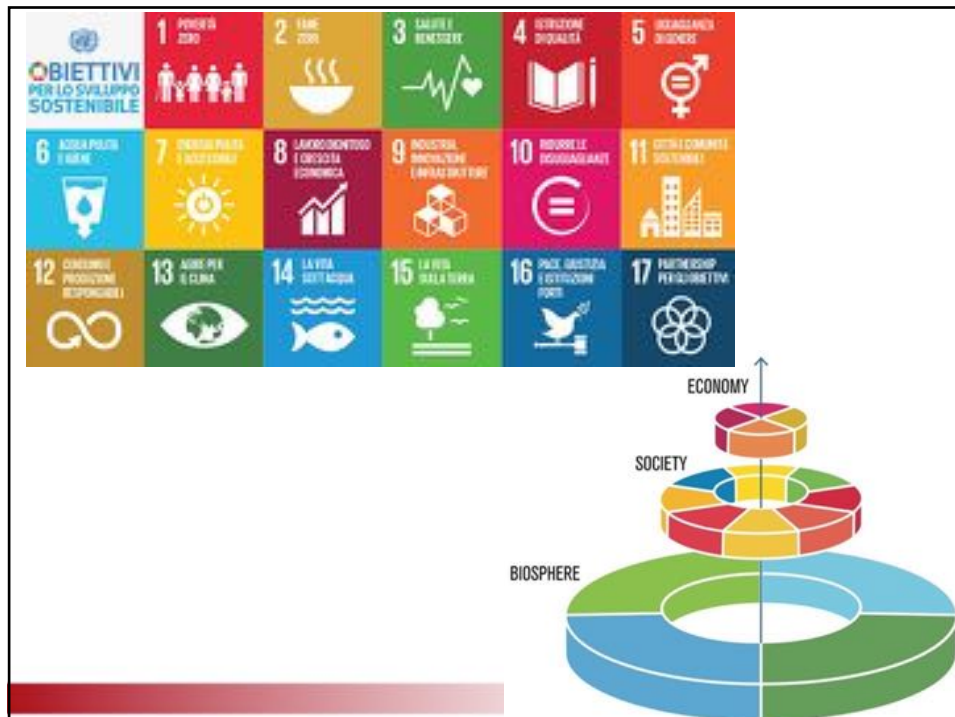 OBIETTIVI
PER LO SVILUPPO
SOSTENIBILE
1 POVERTÀ
ZERO
2 FAME
ZERO
3 SALUTE E
BENESSERE
4 ISTRUZIONE
DI QUALITÀ
5 UGUAGLIANZA
DI GENERE
6 ACQUA PULITA
E IGIENE
7 ENERGIA PULITA
E ACCESSIBILE
8 LAVORO DIGNITOSO
E CRESCITA
ECONOMICA
9 INDUSTRIA,
INNOVAZIONE
E INFRASTRUTTURE
10 RIDURRE LE
DISUGUAGLIANZE
11 CITTÀ E COMUNITÀ
SOSTENIBILI
12 CONSUMO E
PRODUZIONE
RESPONSABILI
13 AGIRE PER
IL CLIMA
14 LA VITA
SOTT'ACQUA
15 LA VITA
SULLA TERRA
16 PACE, GIUSTIZIA
E ISTITUZIONI
FORTI
17 PARTNERSHIP
PER GLI OBIETTIVI
ECONOMY
SOCIETY
BIOSPHERE